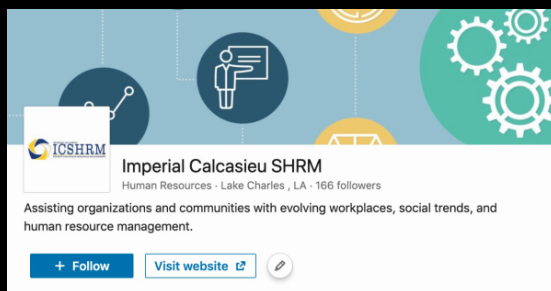 ICSHRM
Imperial Calcasieu SHRM
Human Resources · Lake Charles , LA · 166 followers
Assisting organizations and communities with evolving workplaces, social trends, and
human resource management.
+ Follow
Visit website